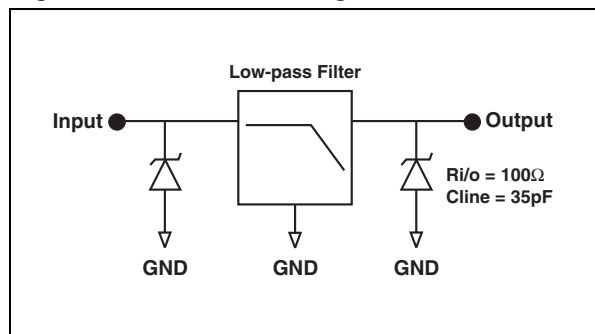 Low-pass Filter
Input
Output
Ri/o = 100Ω
Cline = 35pF
GND
GND
GND